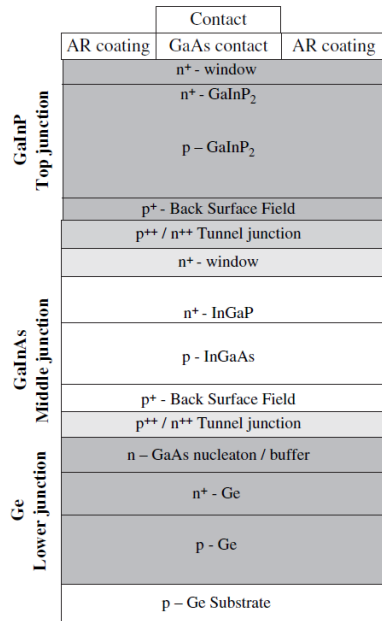 Contact
AR coating GaAs contact AR coating
n+ - window
n+ - GaInP2
p – GaInP2
p+ - Back Surface Field
p++ / n++ Tunnel junction
n+ - window
n+ - InGaP
p - InGaAs
p+ - Back Surface Field
p++ / n++ Tunnel junction
n – GaAs nucleaton / buffer
n+ - Ge
p - Ge
p – Ge Substrate
GaInP
Top junction
GaInAs
Middle junction
Ge
Lower junction